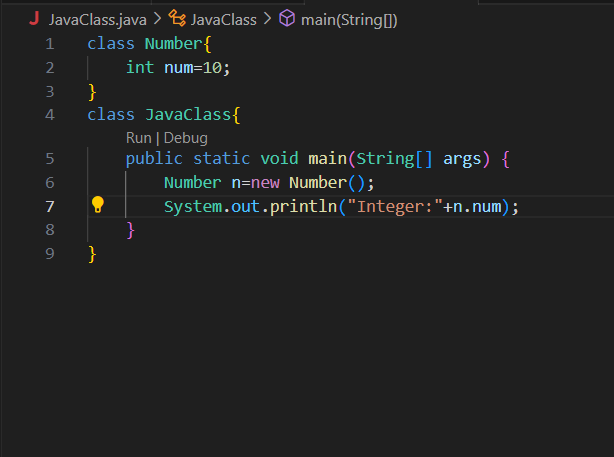 J JavaClass.java > JavaClass > main(String[])
1 class Number{
2     int num=10;
3 }
4 class JavaClass{
Run | Debug
5     public static void main(String[] args) {
6         Number n=new Number();
7         System.out.println("Integer:"+n.num);
8     }
9 }